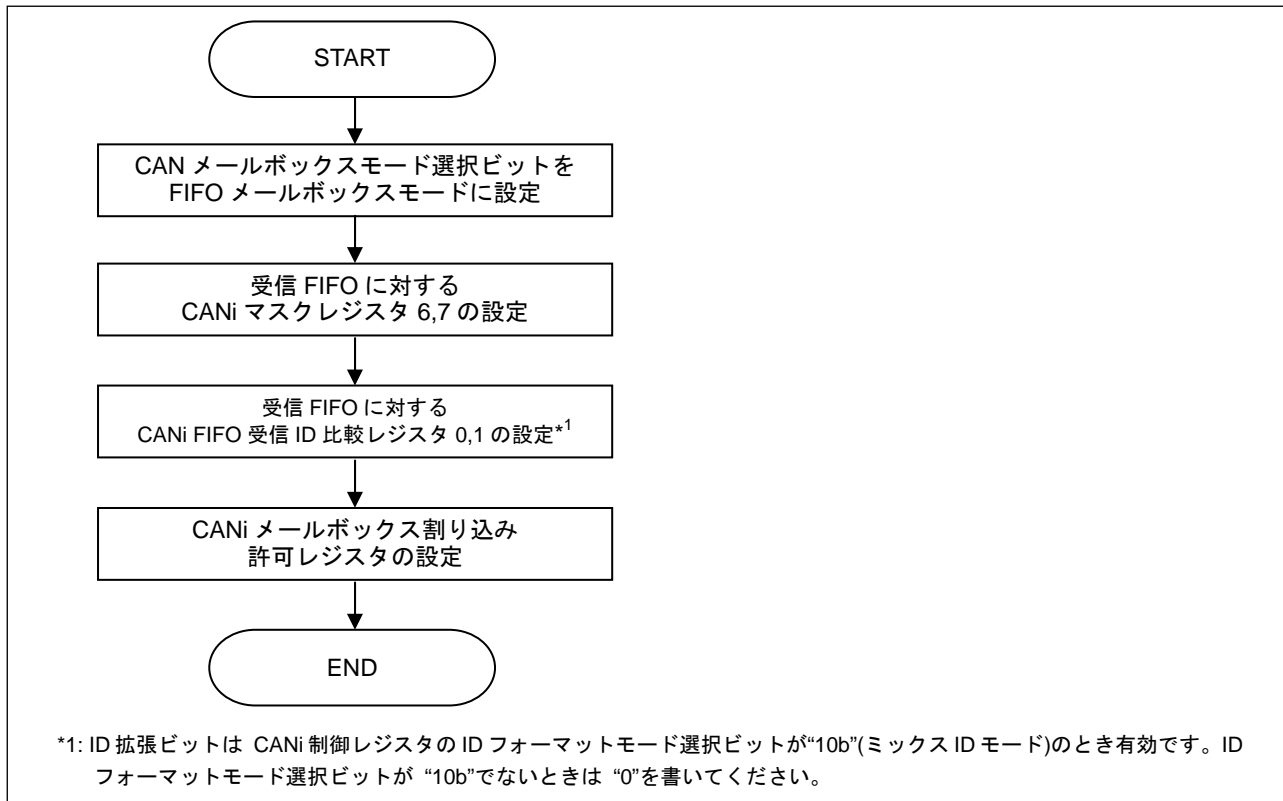 START
CAN メールボックスモード選択ビットを
FIFO メールボックスモードに設定
受信 FIFO に対する
CANi マスクレジスタ 6,7 の設定
受信 FIFO に対する
CANi FIFO 受信 ID 比較レジスタ 0,1 の設定*1
CANi メールボックス割り込み
許可レジスタの設定
END
*1: ID 拡張ビットは CANi 制御レジスタの ID フォーマットモード選択ビットが“10b”(ミックス ID モード)のとき有効です。ID
フォーマットモード選択ビットが “10b”でないときは “0”を書いてください。